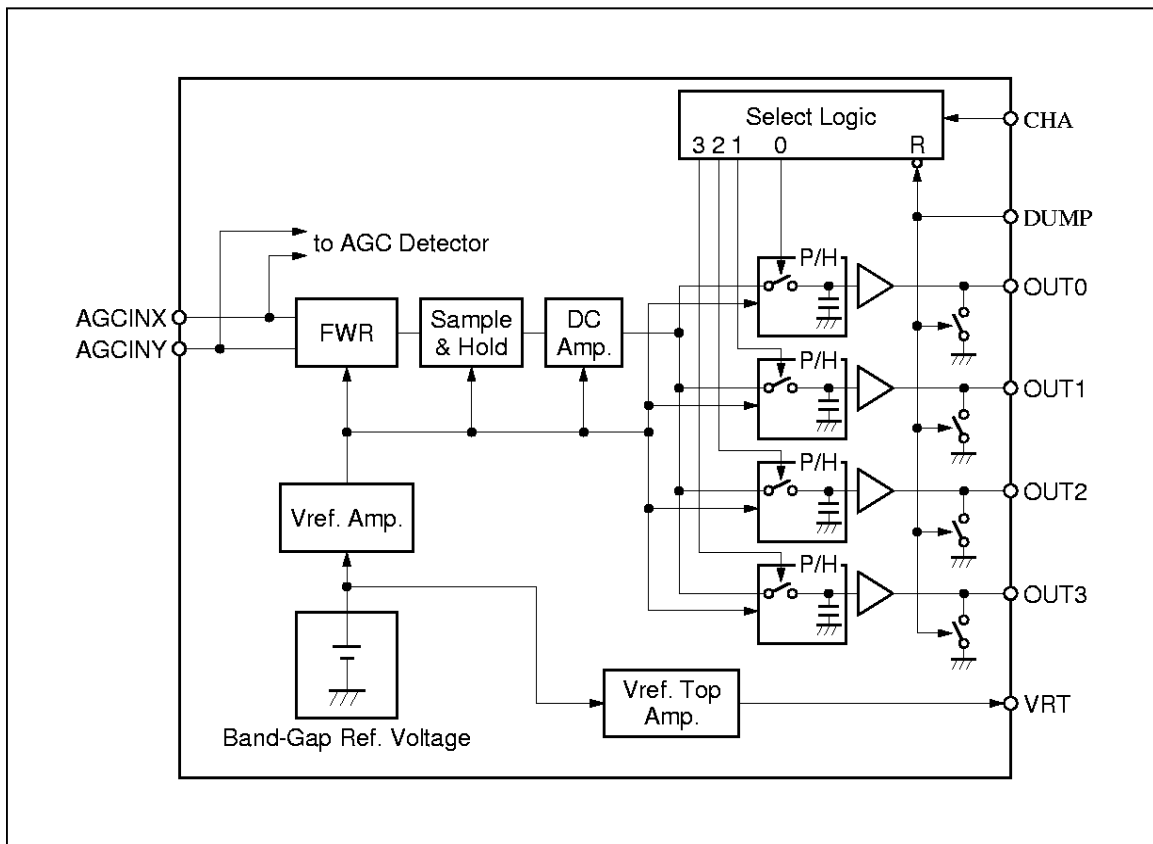 Select Logic
3 2 1 0 R
CHA
DUMP
to AGC Detector
P/H
OUT0
AGCINX
AGCINY
FWR
Sample
& Hold
DC
Amp.
P/H
OUT1
P/H
OUT2
Vref. Amp.
P/H
OUT3
Vref. Top
Amp.
VRT
Band-Gap Ref. Voltage